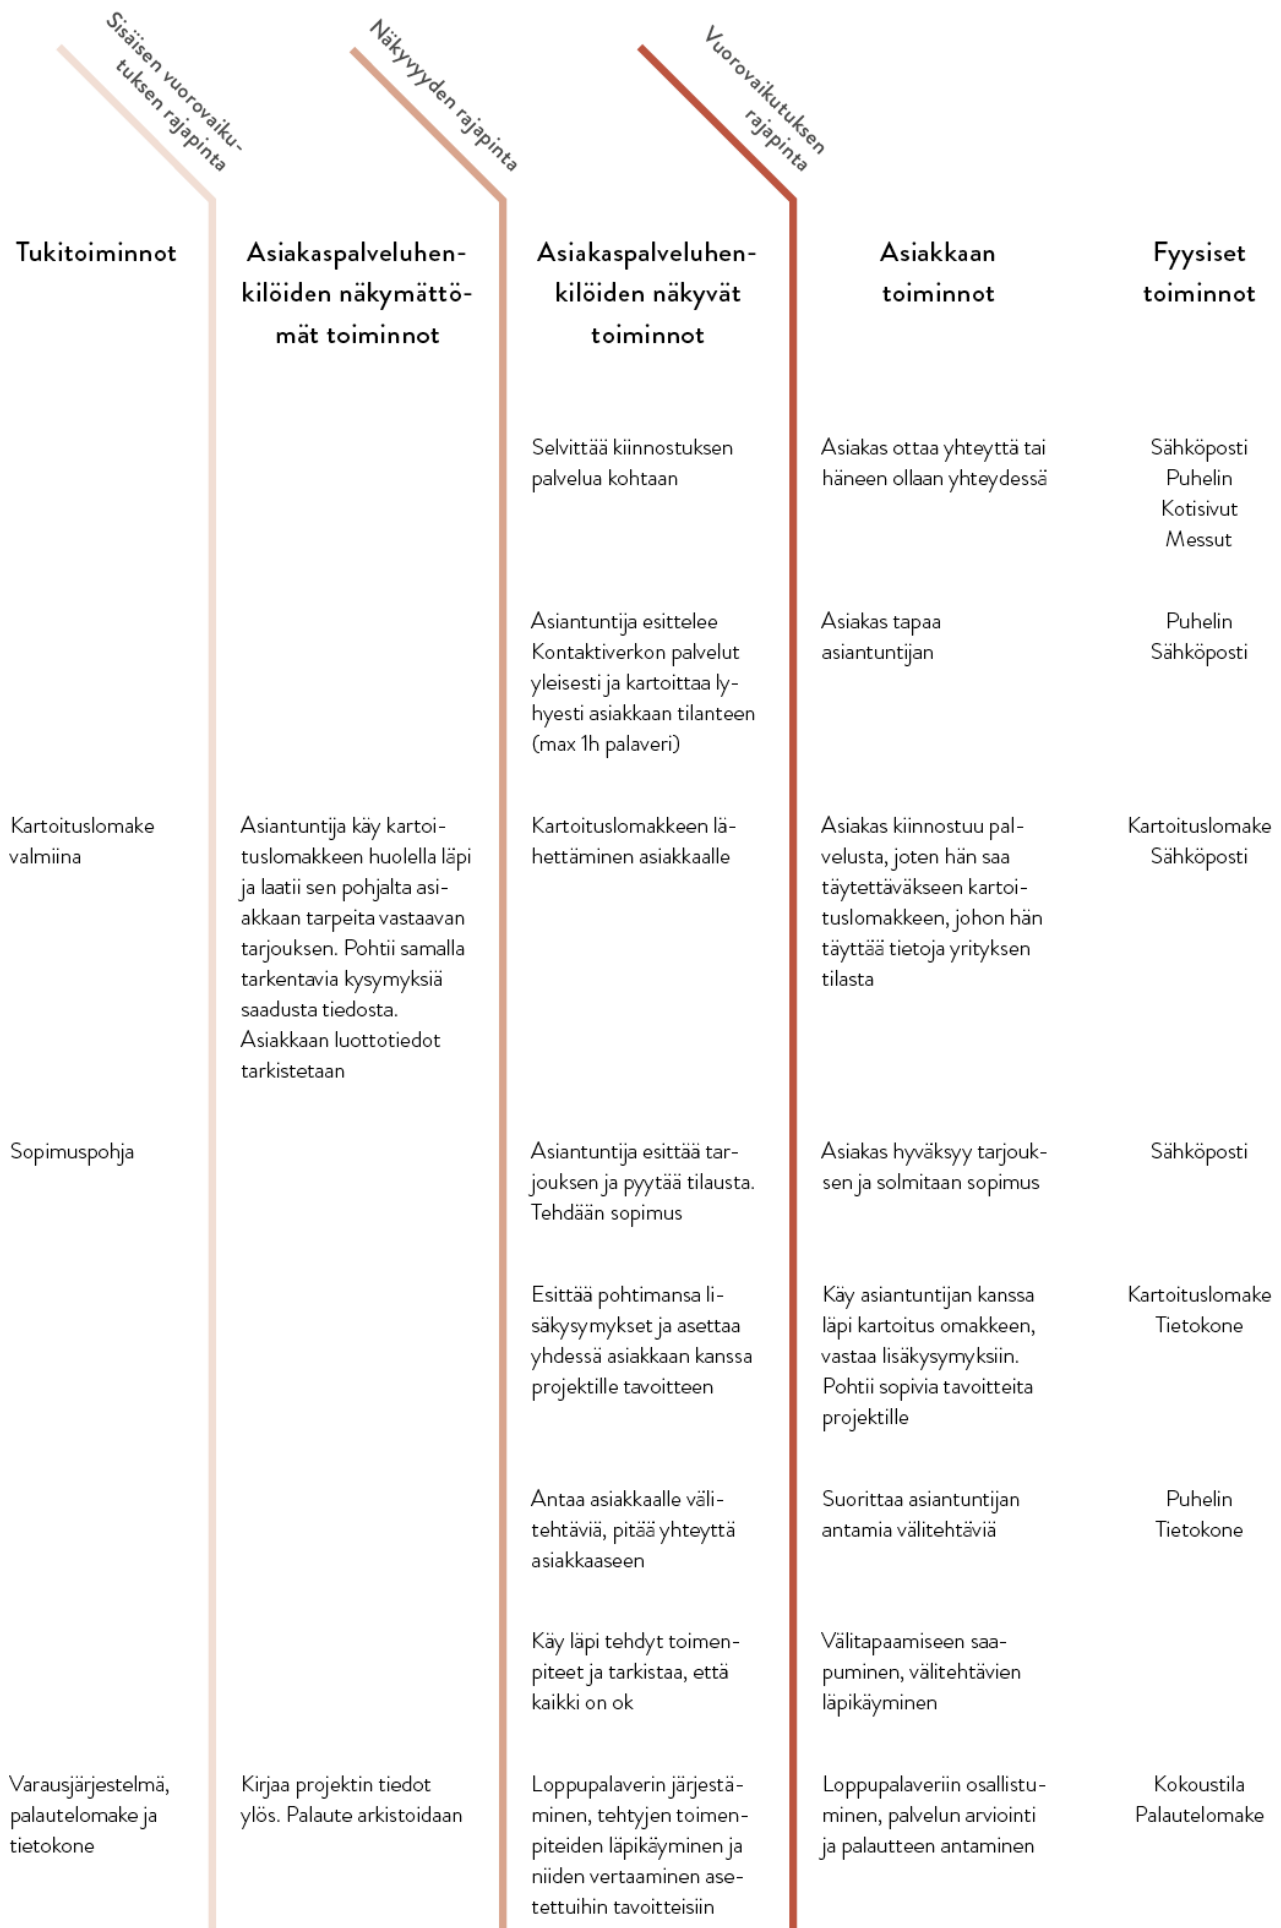 Sisäisen vuorovaiku-
tuksen rajapinta
Näkyvyyden rajapinta
Vuorovaikutuksen
rajapinta
Tukitoiminnot
Asiakaspalveluhen-
kilöiden näkymättö-
mät toiminnot
Asiakaspalveluhen-
kilöiden näkyvät
toiminnot
Asiakkaan
toiminnot
Fyysiset
toiminnot
Selvittää kiinnostuksen
palvelua kohtaan
Asiakas ottaa yhteyttä tai
häneen ollaan yhteydessä
Sähköposti
Puhelin
Kotisivut
Messut
Asiantuntija esittelee
Kontaktiverkon palvelut
yleisesti ja kartoittaa ly-
hyesti asiakkaan tilanteen
(max 1h palaveri)
Asiakas tapaa
asiantuntijan
Puhelin
Sähköposti
Kartoituslomake
valmiina
Asiantuntija käy kartoi-
tuslomakkeen huolella läpi
ja laatii sen pohjalta asi-
akkaan tarpeita vastaavan
tarjouksen. Pohtii samalla
tarkentavia kysymyksiä
saadusta tiedosta.
Asiakkaan luottotiedot
tarkistetaan
Kartoituslomakkeen lä-
hettäminen asiakkaalle
Asiakas kiinnostuu pal-
velusta, joten hän saa
täytettäväkseen kartoi-
tuslomakkeen, johon hän
täyttää tietoja yrityksen
tilasta
Kartoituslomake
Sähköposti
Sopimuspohja
Asiantuntija esittää tar-
jouksen ja pyytää tilausta.
Tehdään sopimus
Asiakas hyväksyy tarjouk-
sen ja solmitaan sopimus
Sähköposti
Esittää pohtimansa li-
säkysymykset ja asettaa
yhdessä asiakkaan kanssa
projektille tavoitteen
Käy asiantuntijan kanssa
läpi kartoitus omakkeen,
vastaa lisäkysymyksiin.
Pohtii sopivia tavoitteita
projektille
Kartoituslomake
Tietokone
Antaa asiakkaalle väli-
tehtäviä, pitää yhteyttä
asiakkaaseen
Suorittaa asiantuntijan
antamia välitehtäviä
Puhelin
Tietokone
Käy läpi tehdyt toimen-
piteet ja tarkistaa, että
kaikki on ok
Välitapaamiseen saa-
puminen, välitehtävien
läpikäyminen
Varausjärjestelmä,
palautelomake ja
tietokone
Kirjaa projektin tiedot
ylös. Palaute arkistoidaan
Loppupalaverin järjestä-
minen, tehtyjen toimen-
piteiden läpikäyminen ja
niiden vertaaminen ase-
tettuihin tavoitteisiin
Loppupalaveriin osallistu-
minen, palvelun arviointi
ja palautteen antaminen
Kokoustila
Palautelomake